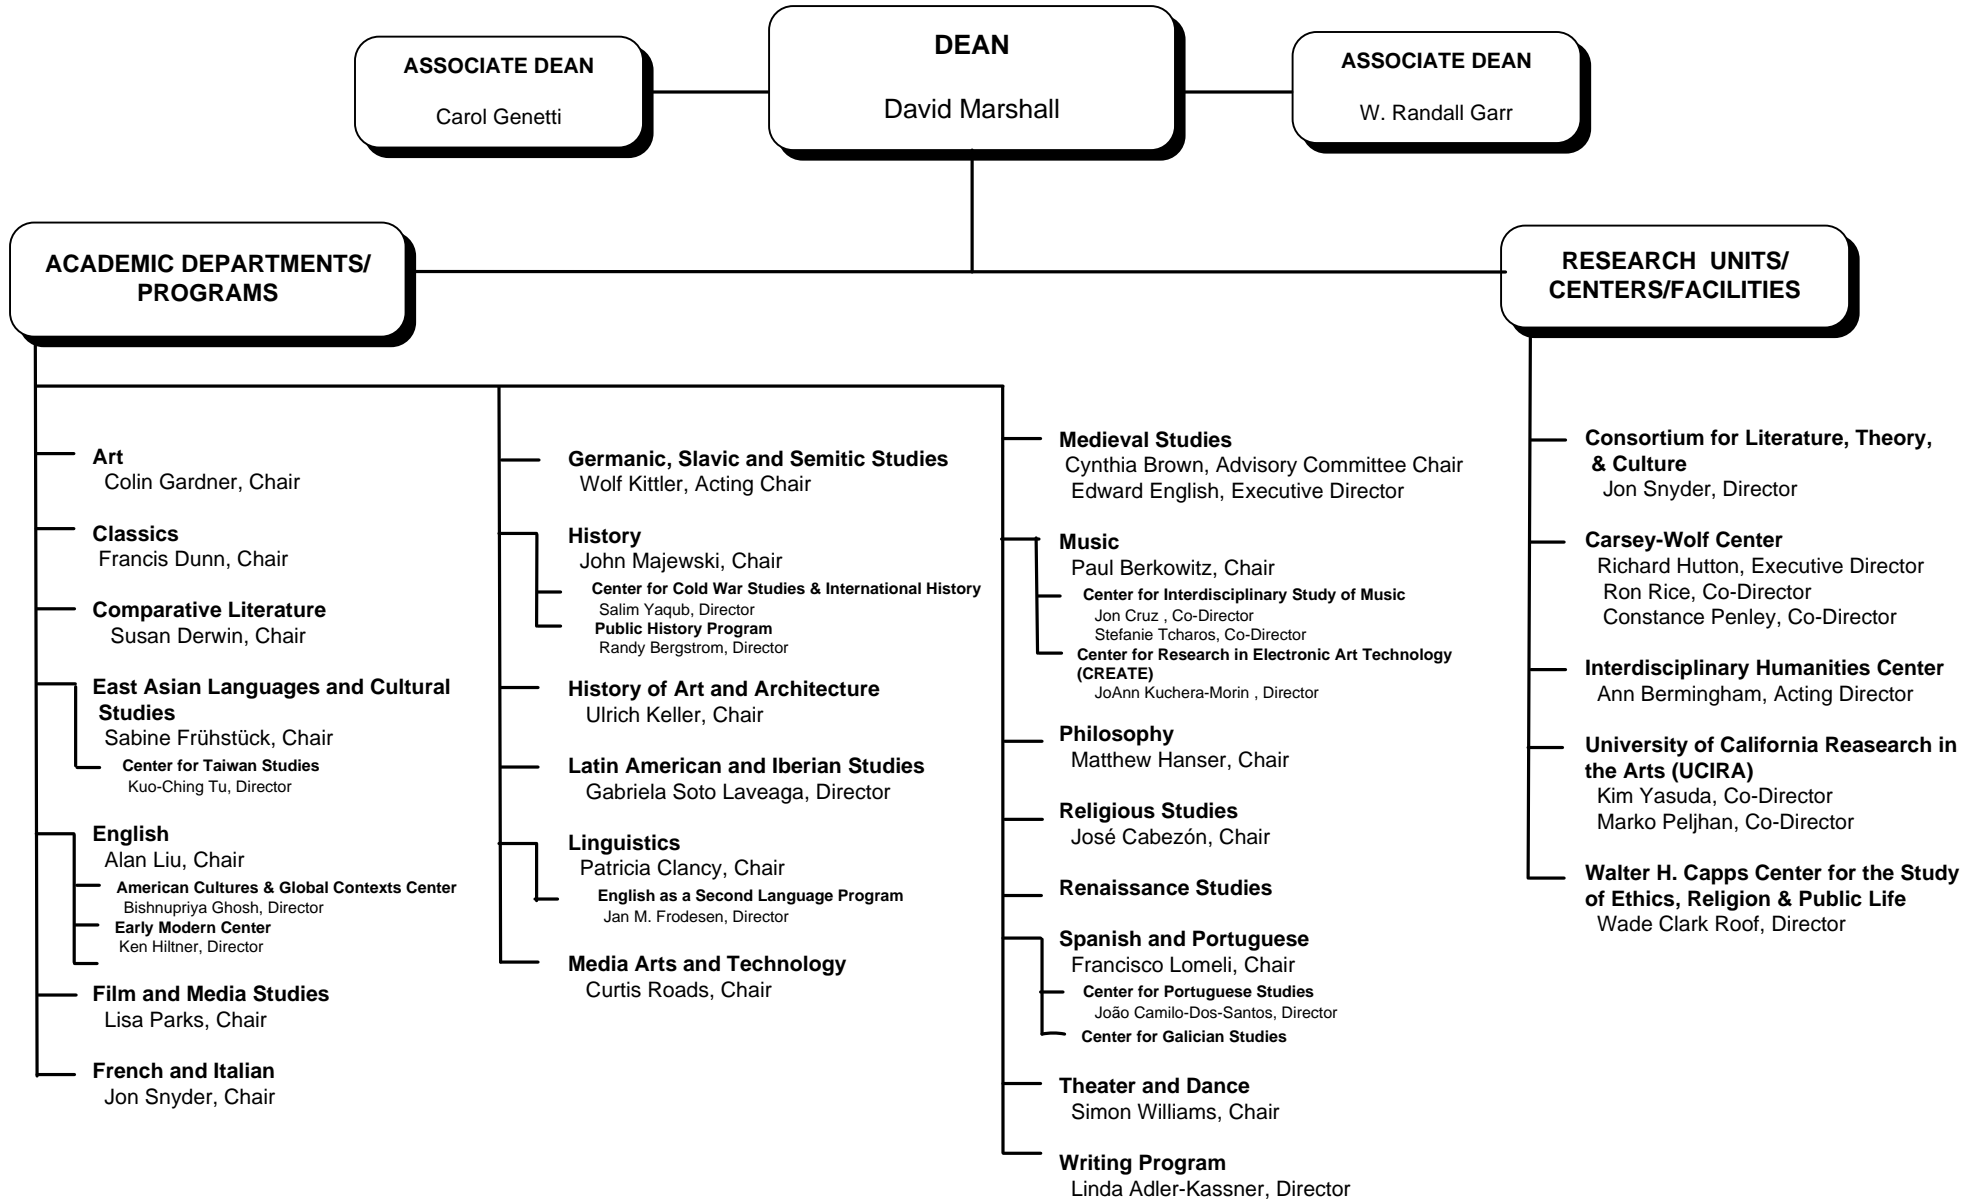 DEAN
David Marshall
ASSOCIATE DEAN
Carol Genetti
ASSOCIATE DEAN
W. Randall Garr
ACADEMIC DEPARTMENTS/
PROGRAMS
RESEARCH UNITS/
CENTERS/FACILITIES
Art
Colin Gardner, Chair
Classics
Francis Dunn, Chair
Comparative Literature
Susan Derwin, Chair
East Asian Languages and Cultural
Studies
Sabine Frühstück, Chair
Center for Taiwan Studies
Kuo-Ching Tu, Director
English
Alan Liu, Chair
American Cultures & Global Contexts Center
Bishnupriya Ghosh, Director
Early Modern Center
Ken Hiltner, Director
Film and Media Studies
Lisa Parks, Chair
French and Italian
Jon Snyder, Chair
Germanic, Slavic and Semitic Studies
Wolf Kittler, Acting Chair
History
John Majewski, Chair
Center for Cold War Studies & International History
Salim Yaqub, Director
Public History Program
Randy Bergstrom, Director
History of Art and Architecture
Ulrich Keller, Chair
Latin American and Iberian Studies
Gabriela Soto Laveaga, Director
Linguistics
Patricia Clancy, Chair
English as a Second Language Program
Jan M. Frodesen, Director
Media Arts and Technology
Curtis Roads, Chair
Medieval Studies
Cynthia Brown, Advisory Committee Chair
Edward English, Executive Director
Music
Paul Berkowitz, Chair
Center for Interdisciplinary Study of Music
Jon Cruz , Co-Director
Stefanie Tcharos, Co-Director
Center for Research in Electronic Art Technology
(CREATE)
JoAnn Kuchera-Morin , Director
Philosophy
Matthew Hanser, Chair
Religious Studies
José Cabezón, Chair
Renaissance Studies
Spanish and Portuguese
Francisco Lomeli, Chair
Center for Portuguese Studies
João Camilo-Dos-Santos, Director
Center for Galician Studies
Theater and Dance
Simon Williams, Chair
Writing Program
Linda Adler-Kassner, Director
Consortium for Literature, Theory,
& Culture
Jon Snyder, Director
Carsey-Wolf Center
Richard Hutton, Executive Director
Ron Rice, Co-Director
Constance Penley, Co-Director
Interdisciplinary Humanities Center
Ann Bermingham, Acting Director
University of California Reasearch in
the Arts (UCIRA)
Kim Yasuda, Co-Director
Marko Peljhan, Co-Director
Walter H. Capps Center for the Study
of Ethics, Religion & Public Life
Wade Clark Roof, Director